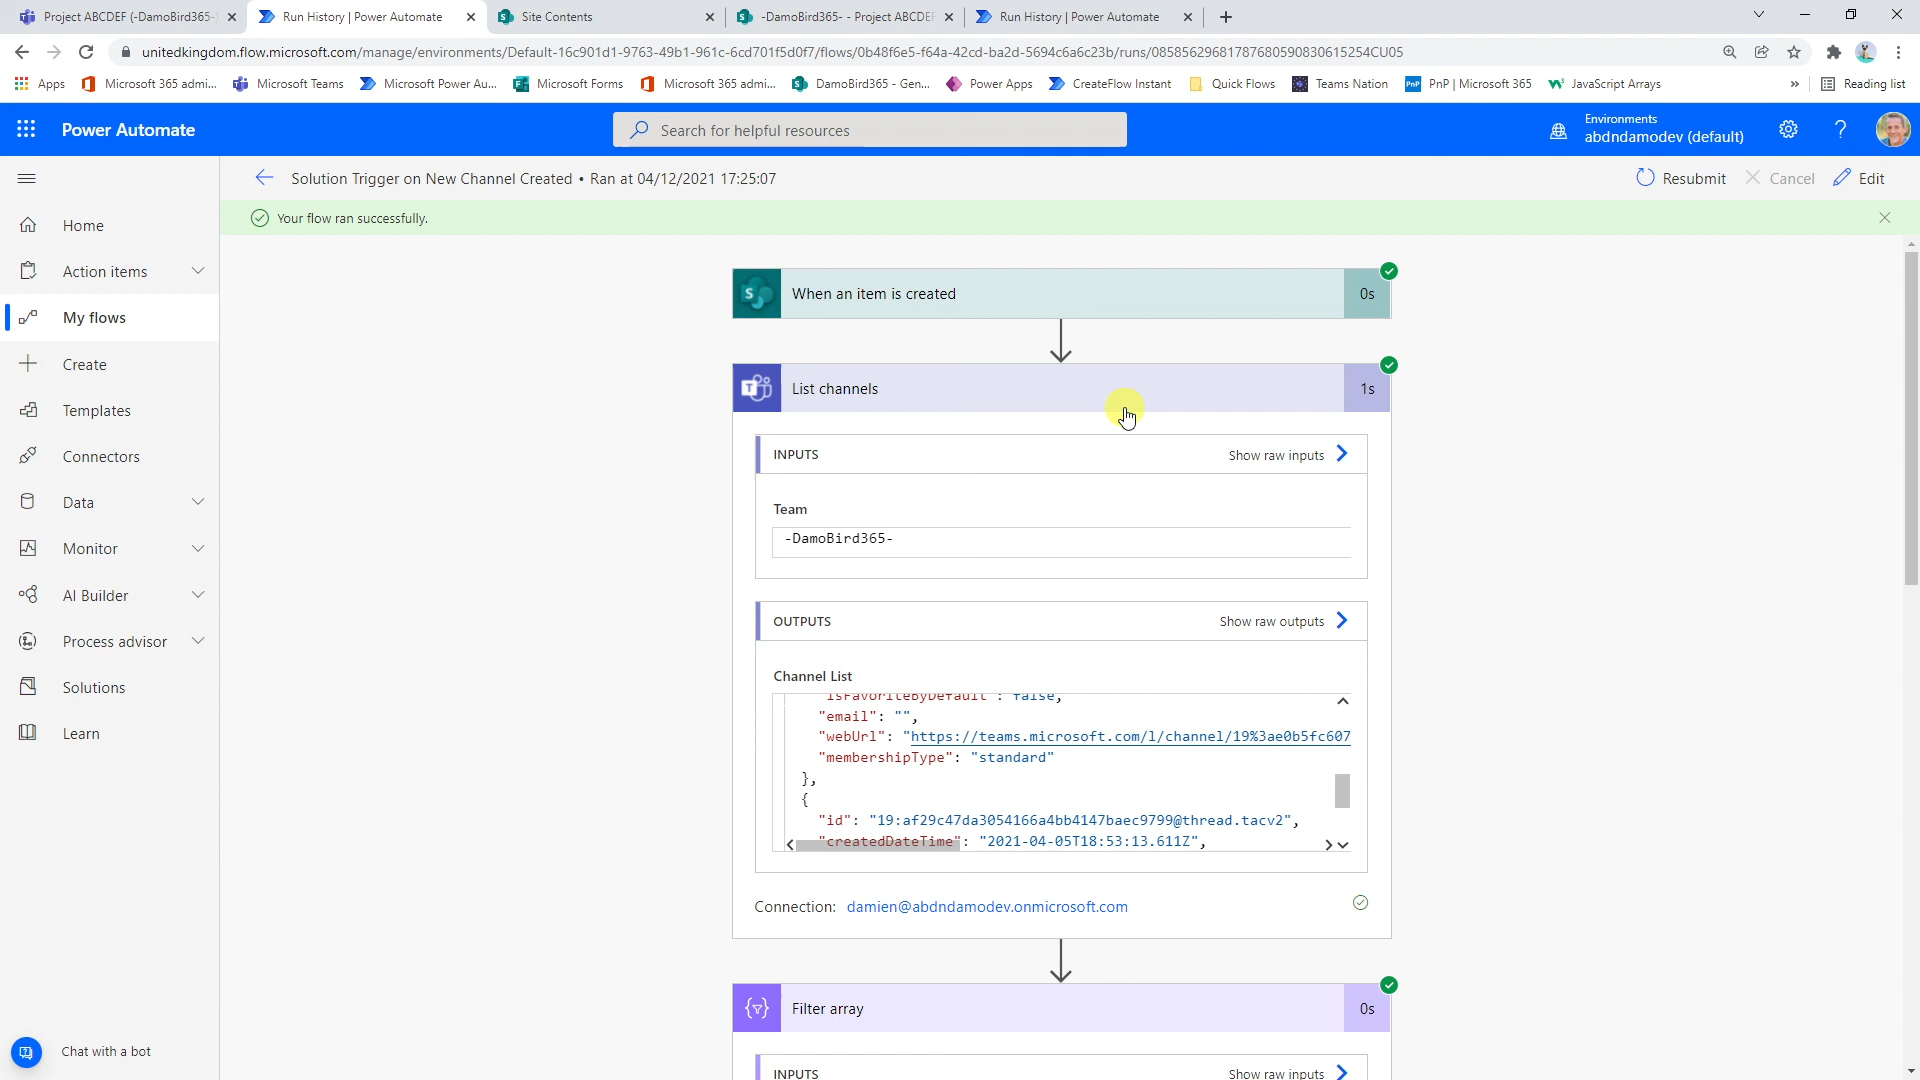 Project ABCDEF (-DamoBird365-)
Run History | Power Automate
Site Contents
-DamoBird365- - Project ABCDEF
Run History | Power Automate
unitedkingdom.flow.microsoft.com/manage/environments/Default-16c901d1-9763-49b1-961c-6cd701f5d0f7/flows/0b48f6e5-f64a-42cd-ba2d-5694c6a6c23b/runs/08585629681787680590830615254CU05
Apps
Microsoft 365 admi...
Microsoft Teams
Microsoft Power Au...
Microsoft Forms
Microsoft 365 admi...
DamoBird365 - Gen...
Power Apps
CreateFlow Instant
Quick Flows
Teams Nation
PnP | Microsoft 365
JavaScript Arrays
»
Reading list
Power Automate
Search for helpful resources
Environments
abdndamodev (default)
Solution Trigger on New Channel Created • Ran at 04/12/2021 17:25:07
Resubmit
Cancel
Edit
Your flow ran successfully.
Home
Action items
My flows
Create
Templates
Connectors
Data
Monitor
AI Builder
Process advisor
Solutions
Learn
Chat with a bot
When an item is created
0s
List channels
1s
INPUTS
Show raw inputs
Team
-DamoBird365-
OUTPUTS
Show raw outputs
Channel List
"isFavoriteByDefault": false,
"email": "",
"webUrl": "https://teams.microsoft.com/l/channel/19%3ae0b5fc607
"membershipType": "standard"
},
{
"id": "19:af29c47da3054166a4bb4147baec9799@thread.tacv2",
"createdDateTime": "2021-04-05T18:53:13.611Z",
Connection: damien@abdndamodev.onmicrosoft.com
Filter array
0s
INPUTS
Show raw inputs